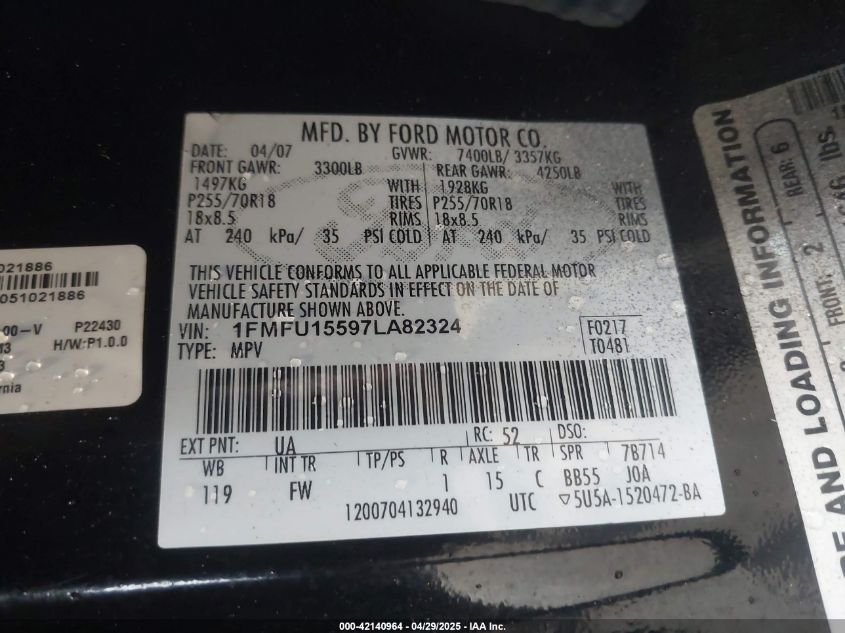 MFD. BY FORD MOTOR CO.
DATE: 04/07 GVWR: 7400LB/ 3357KG
FRONT GAWR: 3300LB REAR GAWR: 4250LB
1497KG WITH 1928KG WITH
P255/70R18 TIRES P255/70R18 TIRES
18x8.5 RIMS 18x8.5 RIMS
AT 240 kPa/ 35 PSI COLD AT 240 kPa/ 35 PSI COLD
THIS VEHICLE CONFORMS TO ALL APPLICABLE FEDERAL MOTOR
VEHICLE SAFETY STANDARDS IN EFFECT ON THE DATE OF
MANUFACTURE SHOWN ABOVE.
VIN: 1FMFU15597LA82324 F0217
TYPE: MPV T0481
EXT PNT: UA RC: 52 DSO:
WB INT TR TP/PS R AXLE TR SPR 7B714
119 FW 1 15 C BB55 JOA
1200704132940 UTC ▽5U5A-1520472-BA
021886
051021886
00-V P22430
H/W:P1.0.0
rnia
RE AND LOADING INFORMATION
FRONT: 2 REAR: 6
LBS.
000-42140964 | 04/29/2025 | IAA Inc.